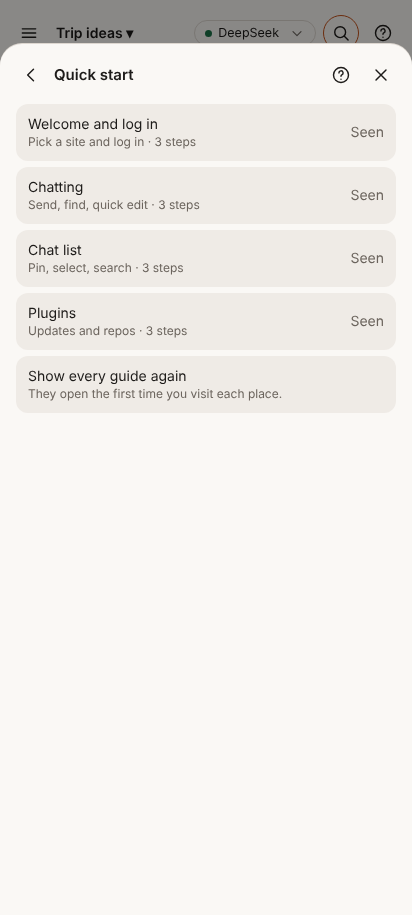 Trip ideas ▾
DeepSeek
Quick start
Welcome and log in
Pick a site and log in · 3 steps
Seen
Chatting
Send, find, quick edit · 3 steps
Seen
Chat list
Pin, select, search · 3 steps
Seen
Plugins
Updates and repos · 3 steps
Seen
Show every guide again
They open the first time you visit each place.